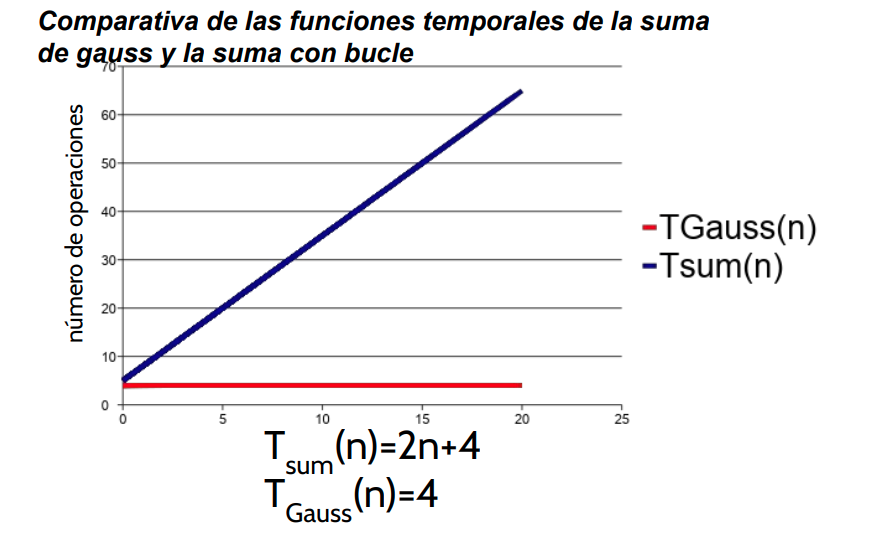 Comparativa de las funciones temporales de la suma
de gauss y la suma con bucle
número de operaciones
70
60
50
40
30
20
10
0
0 5 10 15 20 25
TGauss(n)
Tsum(n)
Tsum(n)=2n+4
TGauss(n)=4